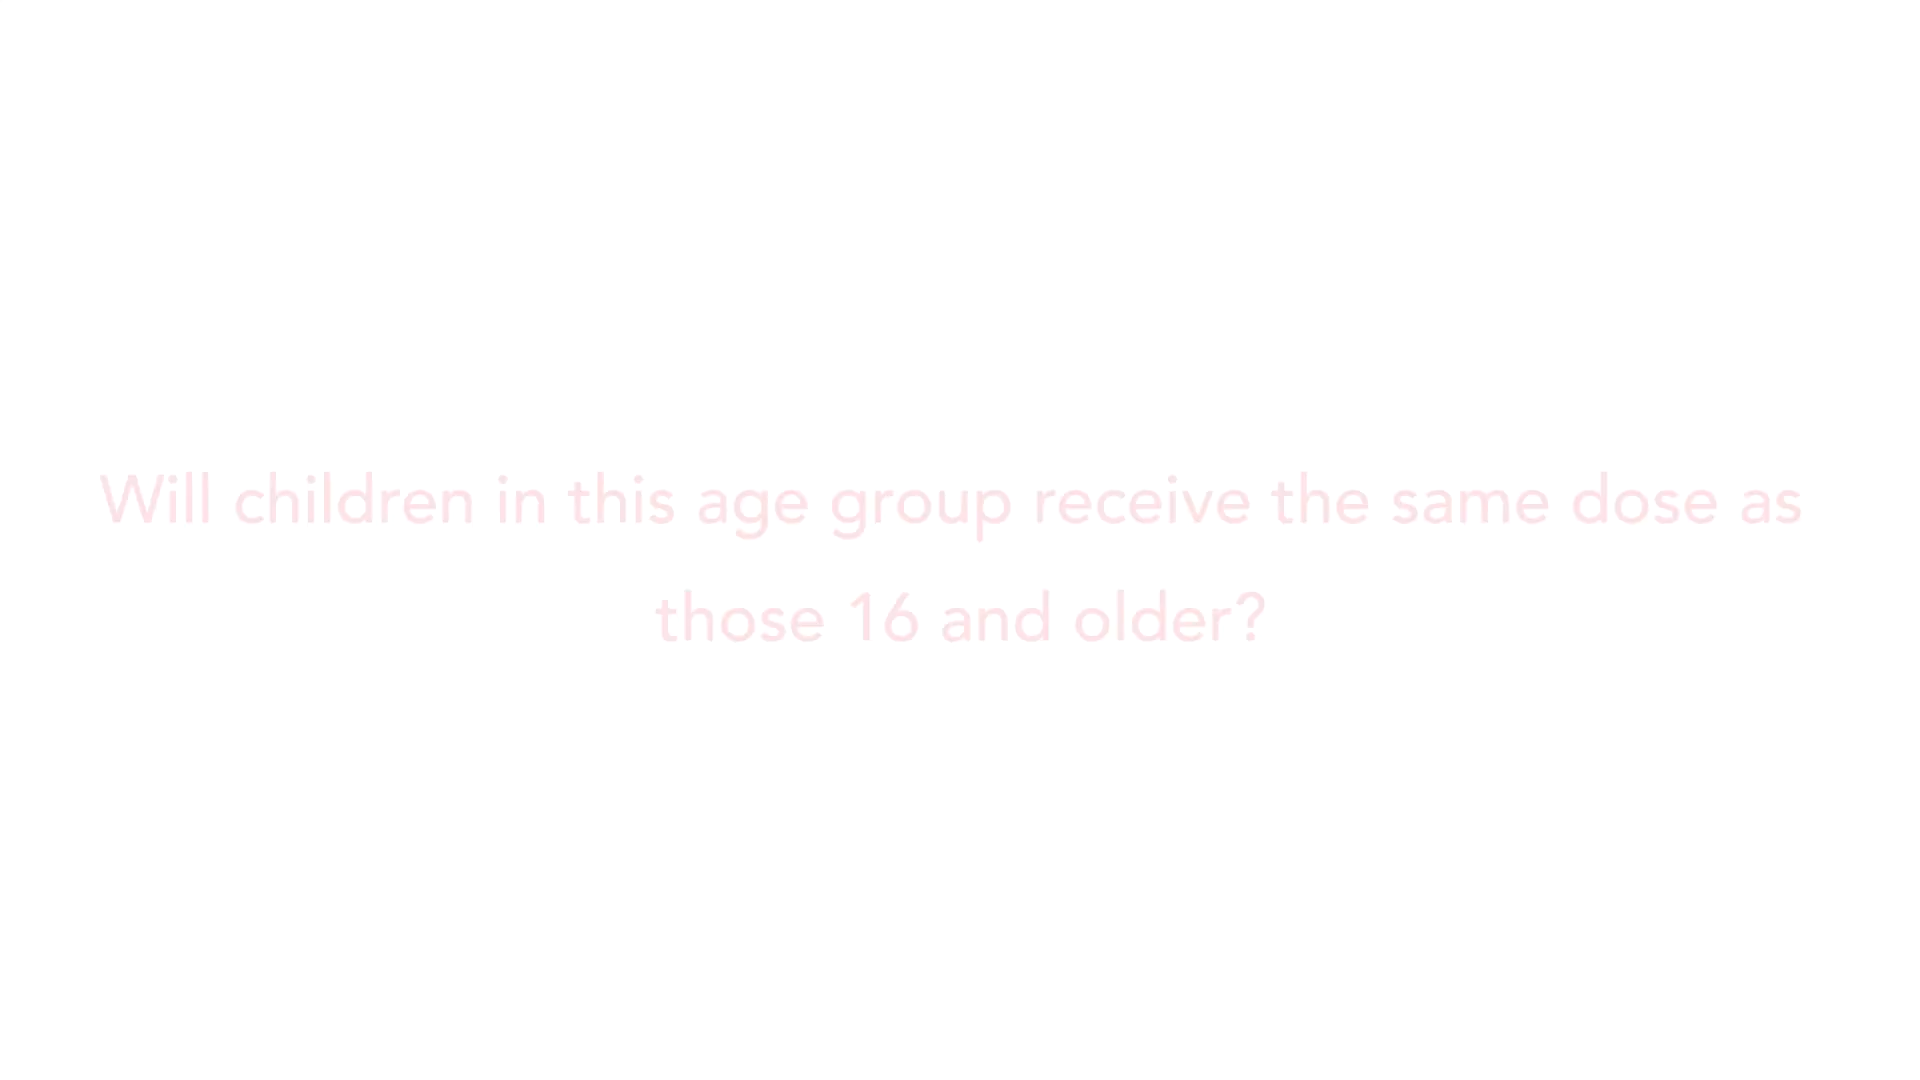 Will children in this age group receive the same dose as
those 16 and older?